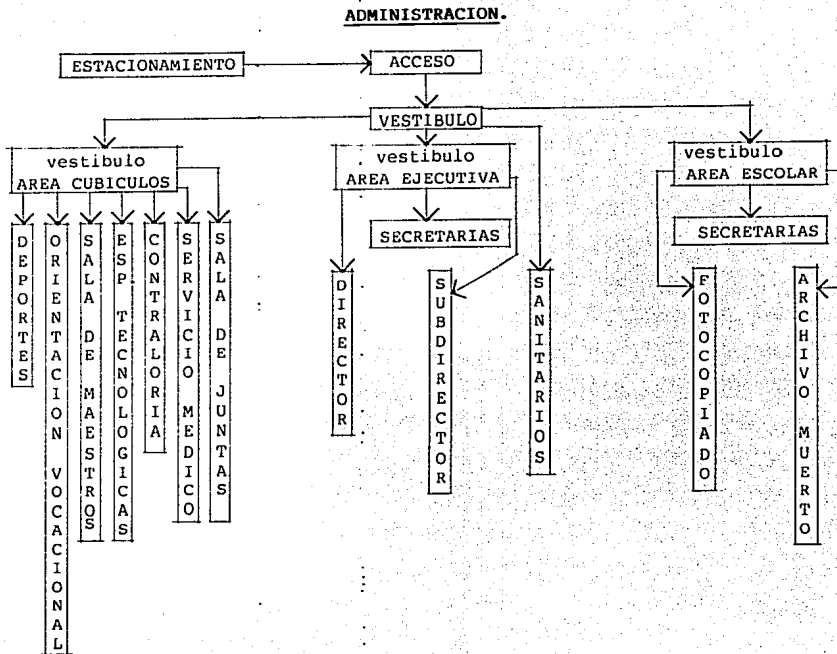 ADMINISTRACION.
ESTACIONAMIENTO
ACCESO
VESTIBULO
vestibulo
AREA CUBICULOS
vestibulo
AREA EJECUTIVA
vestibulo
AREA ESCOLAR
DEPORTES
ORIENTACION VOCACIONAL
SALA DE MAESTROS
ESP. TECNOLOGICAS
CONTRALORIA
SERVICIO MEDICO
SALA DE JUNTAS
SECRETARIAS
DIRECTOR
SUBDIRECTOR
SANITARIOS
SECRETARIAS
FOTOCOPIADO
ARCHIVO MUERTO